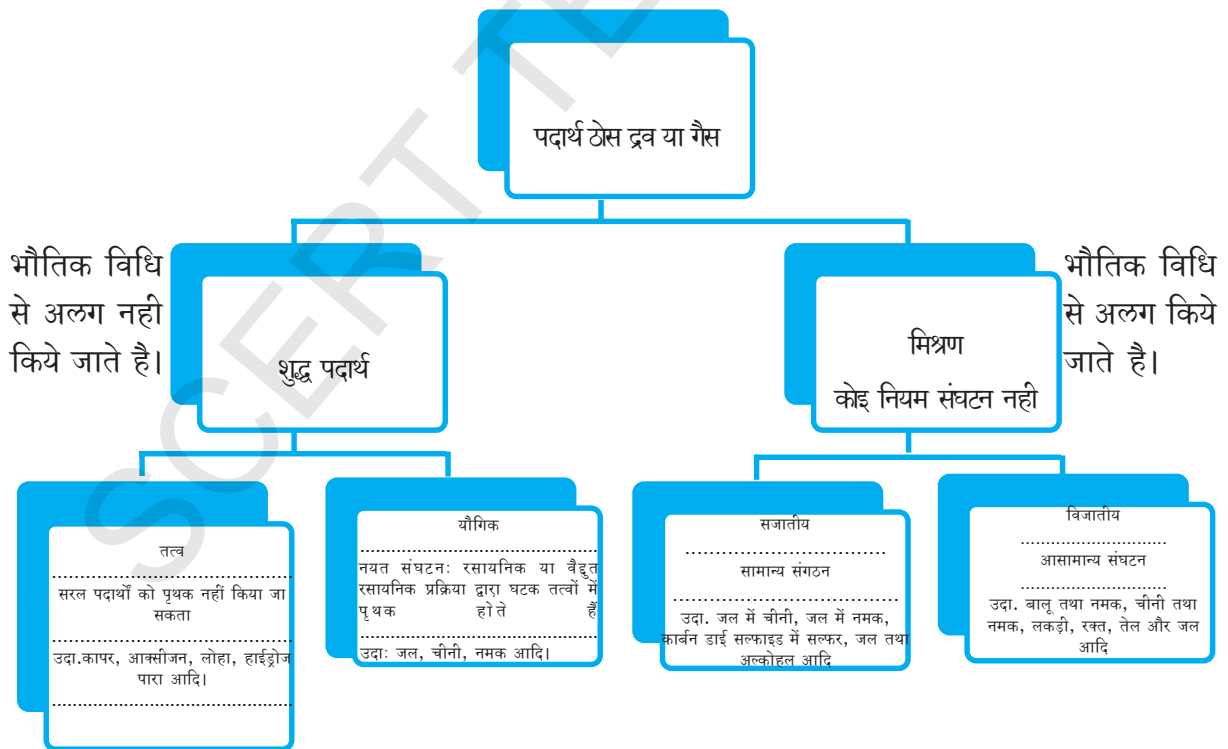 पदार्थ ठोस द्रव या गैस
भौतिक विधि
से अलग नही
किये जाते है।
शुद्ध पदार्थ
मिश्रण
कोइ नियम संघटन नही
भौतिक विधि
से अलग किये
जाते है।
तत्व
सरल पदार्थों को पृथक नहीं किया जा
सकता
उदा.कापर, आक्सीजन, लोहा, हाईड्रोज
पारा आदि।
यौगिक
नयत संघटन: रसायनिक या वैद्दुत
रसायनिक प्रक्रिया द्वारा घटक तत्वों में
पृथक होते हैं
उदाः जल, चीनी, नमक आदि।
सजातीय
सामान्य संगठन
उदा. जल में चीनी, जल में नमक,
कार्बन डाई सल्फाइड में सल्फर, जल तथा
अल्कोहल आदि
विजातीय
आसामान्य संघटन
उदा. बालू तथा नमक, चीनी तथा
नमक, लकड़ी, रक्त, तेल और जल
आदि
SCERT TE